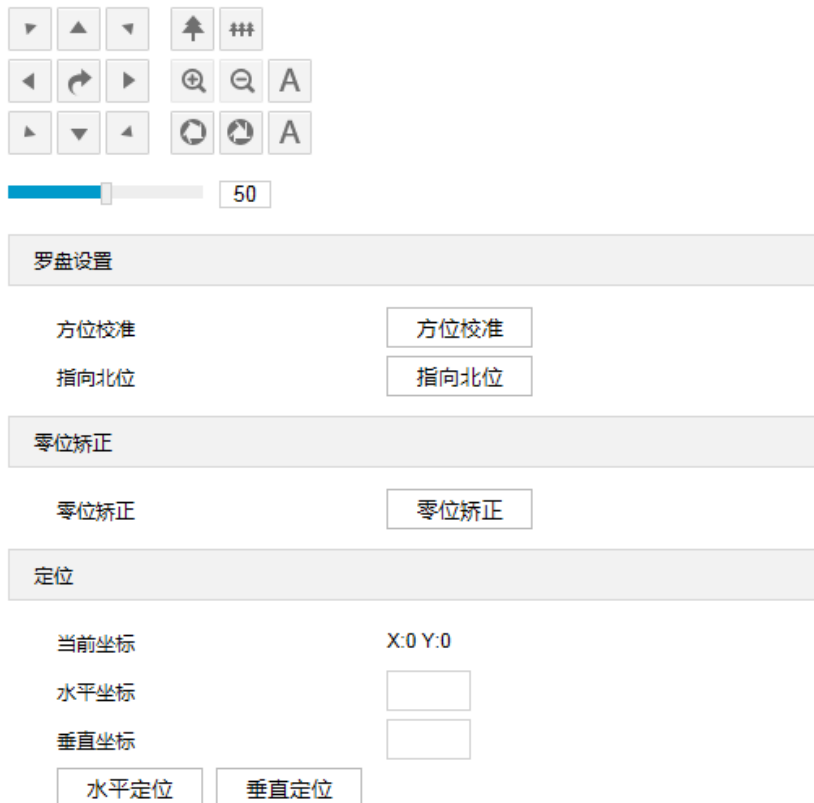 A
A
50
罗盘设置
方位校准 方位校准
指向北位 指向北位
零位矫正
零位矫正 零位矫正
定位
当前坐标 X:0 Y:0
水平坐标
垂直坐标
水平定位 垂直定位